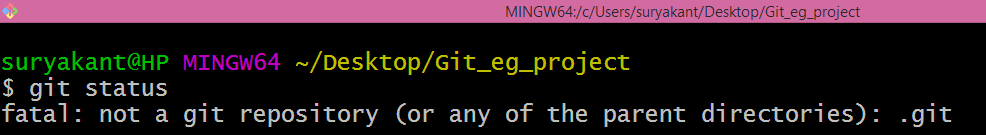 MINGW64:/c/Users/suryakant/Desktop/Git_eg_project
suryakant@HP MINGW64 ~/Desktop/Git_eg_project
$ git status
fatal: not a git repository (or any of the parent directories): .git